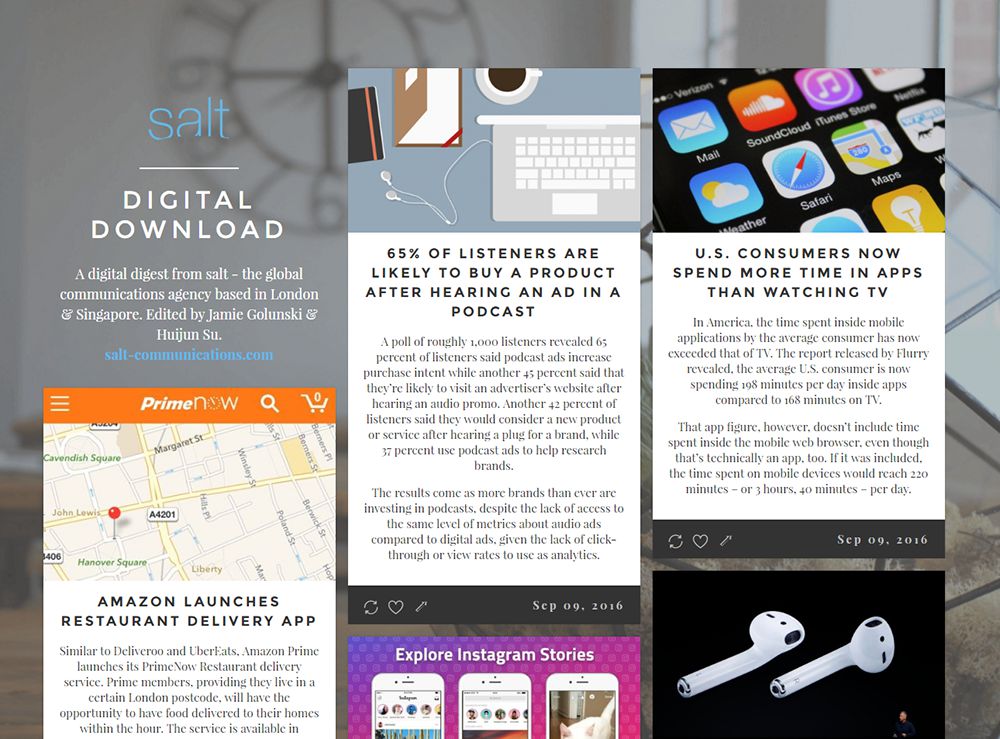 salt
DIGITAL
DOWNLOAD
A digital digest from salt - the global
communications agency based in London
& Singapore. Edited by Jamie Golunski &
Huijun Su.
salt-communications.com
PrimeNOW
0
A5204
Margaret St
Cavendish Square
Winsley St
Wells St
Berners St
Berners Pl
John Lewis
A4201
Hills Pl
Poland St
Berwick St
B406
Hanover Square
Liberty
AMAZON LAUNCHES
RESTAURANT DELIVERY APP
Similar to Deliveroo and UberEats, Amazon Prime
launches its PrimeNow Restaurant delivery
service. Prime members, providing they live in a
certain London postcode, will have the
opportunity to have food delivered to their homes
within the hour. The service is available in
65% OF LISTENERS ARE
LIKELY TO BUY A PRODUCT
AFTER HEARING AN AD IN A
PODCAST
A poll of roughly 1,000 listeners revealed 65
percent of listeners said podcast ads increase
purchase intent while another 45 percent said that
they're likely to visit an advertiser's website after
hearing an audio promo. Another 42 percent of
listeners said they would consider a new product
or service after hearing a plug for a brand, while
37 percent use podcast ads to help research
brands.
The results come as more brands than ever are
investing in podcasts, despite the lack of access to
the same level of metrics about audio ads
compared to digital ads, given the lack of click-
through or view rates to use as analytics.
Sep 09, 2016
Explore Instagram Stories
Instagram
Verizon
Mail
SoundCloud
iTunes Store
Netflix
280
Weather
Safari
Maps
U.S. CONSUMERS NOW
SPEND MORE TIME IN APPS
THAN WATCHING TV
In America, the time spent inside mobile
applications by the average consumer has now
exceeded that of TV. The report released by Flurry
revealed, the average U.S. consumer is now
spending 198 minutes per day inside apps
compared to 168 minutes on TV.
That app figure, however, doesn't include time
spent inside the mobile web browser, even though
that's technically an app, too. If it was included,
the time spent on mobile devices would reach 220
minutes – or 3 hours, 40 minutes – per day.
Sep 09, 2016